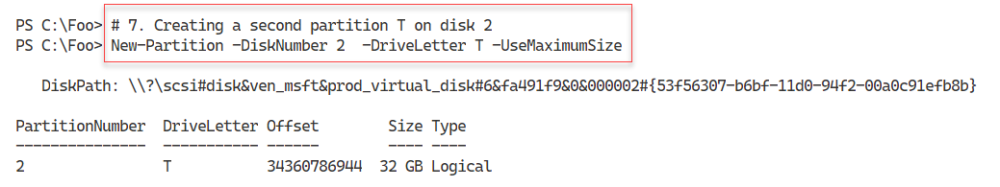 PS C:\Foo> # 7. Creating a second partition T on disk 2
PS C:\Foo> New-Partition -DiskNumber 2  -DriveLetter T -UseMaximumSize
   DiskPath: \\?\scsi#disk&ven_msft&prod_virtual_disk#6&fa491f9&0&000002#{53f56307-b6bf-11d0-94f2-00a0c91efb8b}
PartitionNumber  DriveLetter Offset        Size Type
---------------  ----------- ------        ---- ----
2                T           34360786944  32 GB Logical